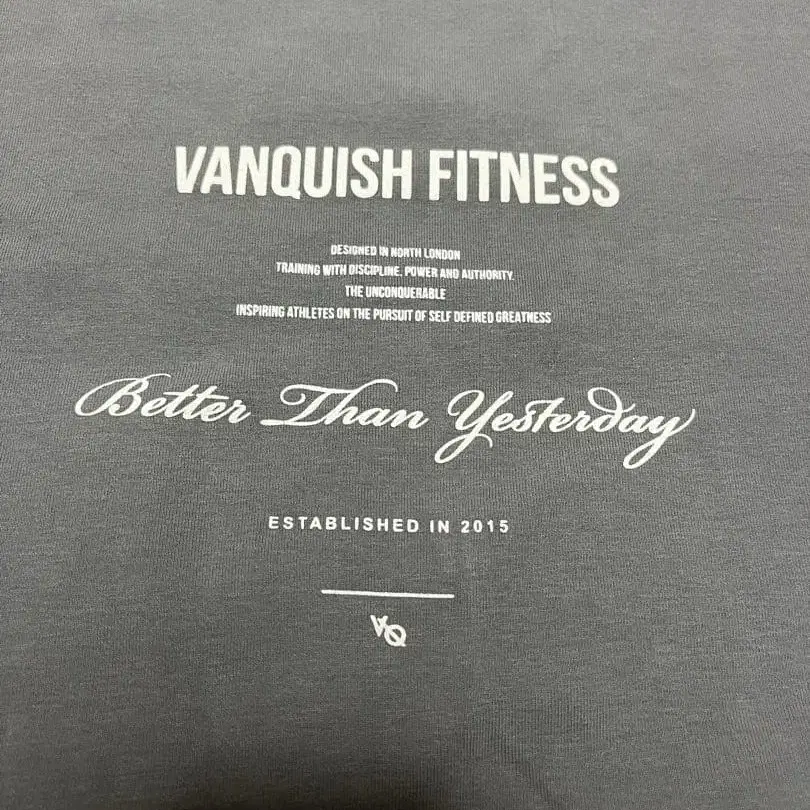 VANQUISH FITNESS
DESIGNED IN NORTH LONDON
TRAINING WITH DISCIPLINE. POWER AND AUTHORITY.
THE UNCONQUERABLE
INSPIRING ATHLETES ON THE PURSUIT OF SELF DEFINED GREATNESS
Better Than Yesterday
ESTABLISHED IN 2015
VQ